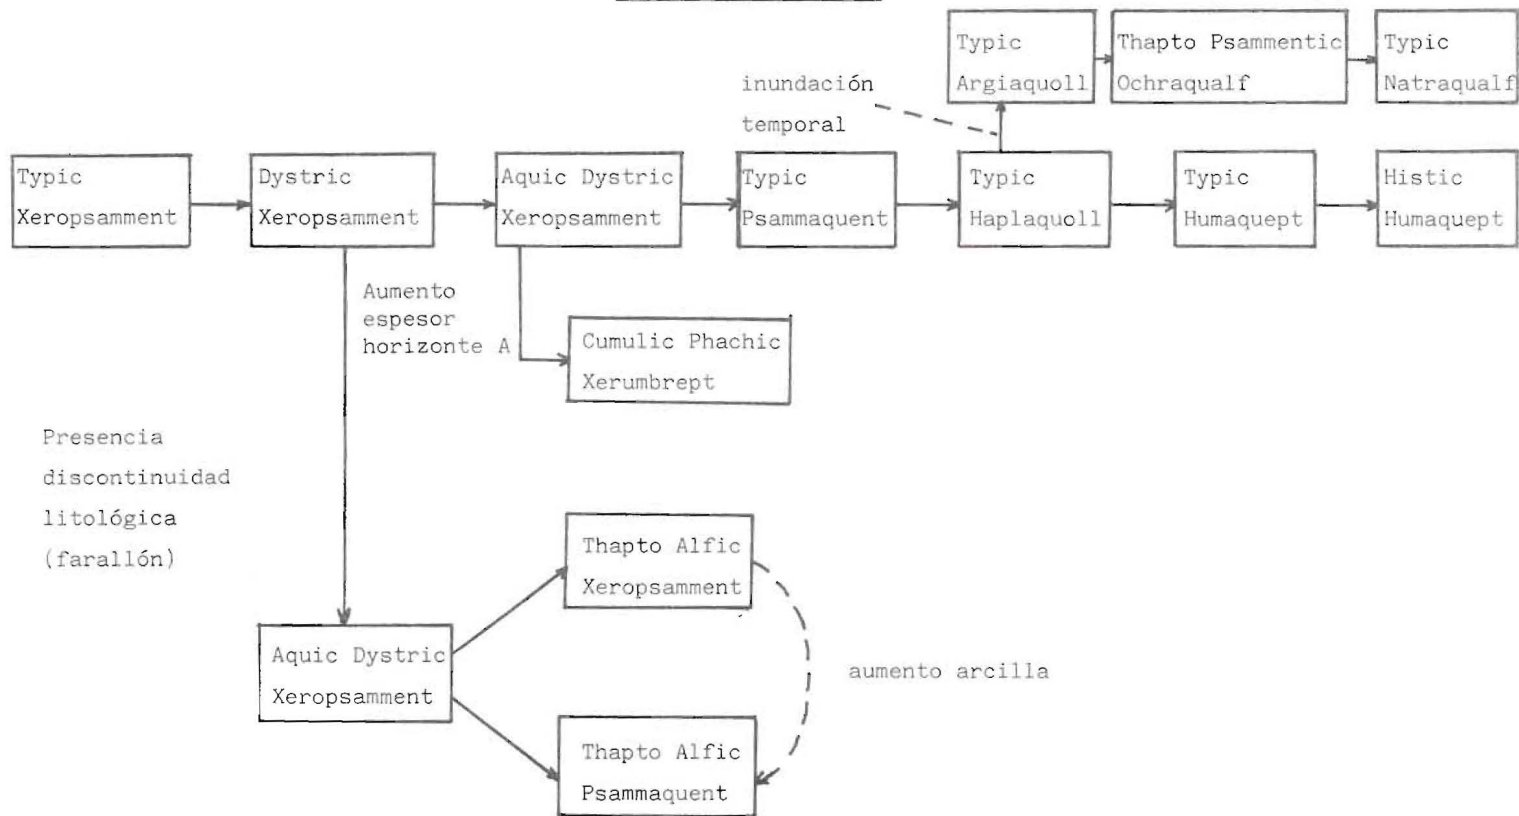 Typic
Argiaquoll
Thapto Psammentic
Ochraqualf
Typic
Natraqualf
inundación
temporal
Typic
Xeropsamment
Dystric
Xeropsamment
Aquic Dystric
Xeropsamment
Typic
Psammaquent
Typic
Haplaquoll
Typic
Humaquept
Histic
Humaquept
Aumento
espesor
horizonte A
Cumulic Phachic
Xerumbrept
Presencia
discontinuidad
litológica
(farallón)
Thapto Alfic
Xeropsamment
Aquic Dystric
Xeropsamment
aumento arcilla
Thapto Alfic
Psammaquent